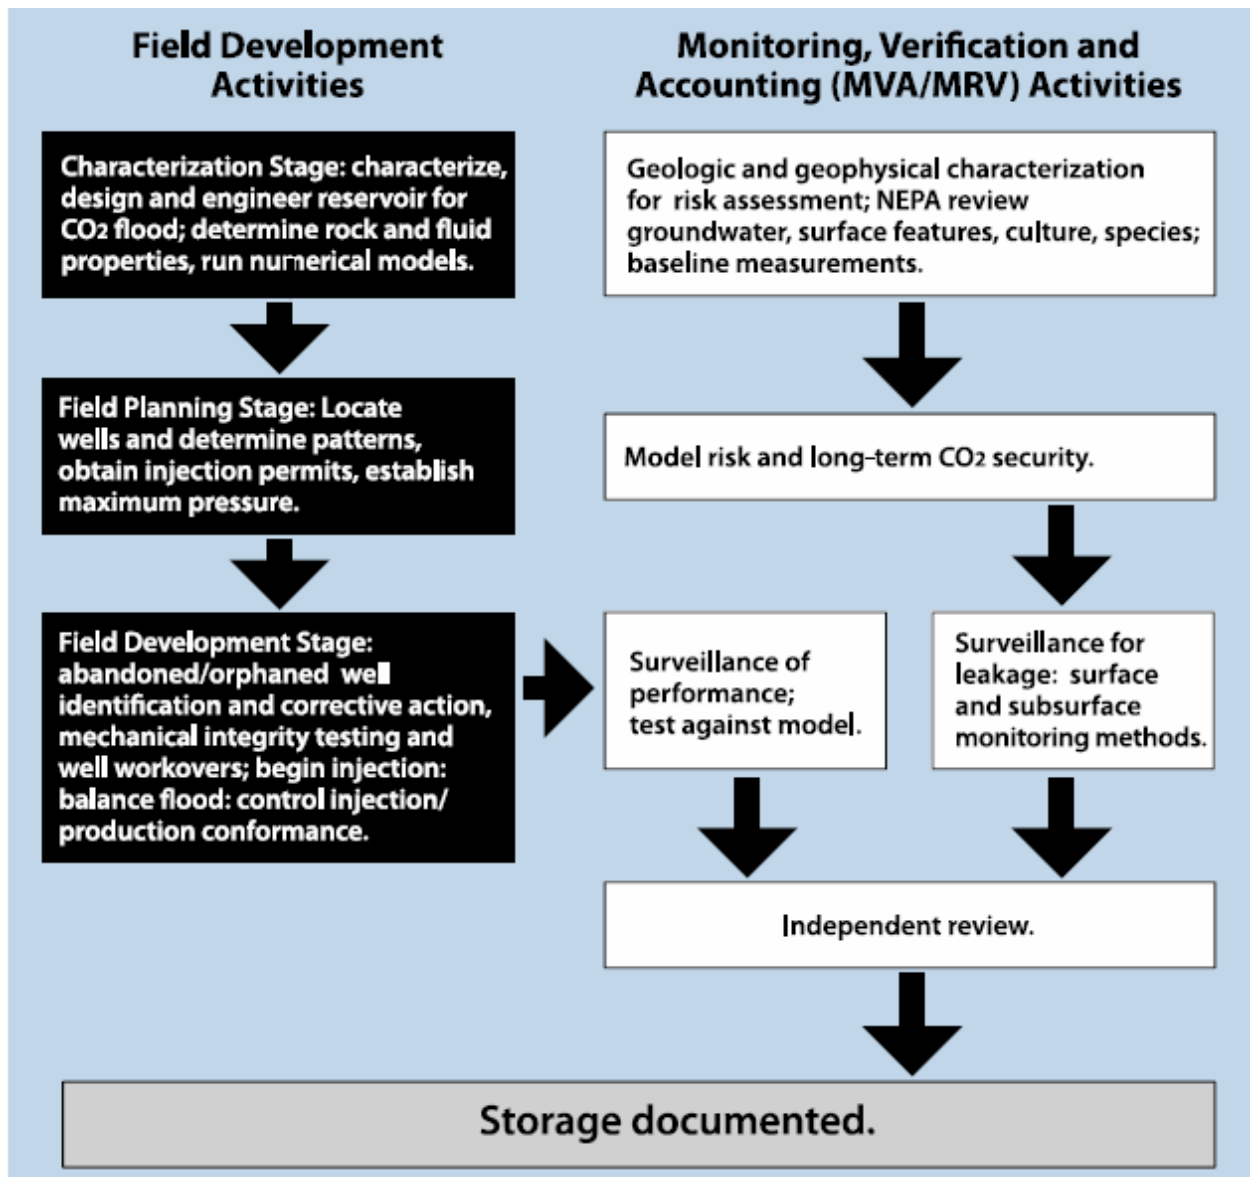 Field Development
Activities
Characterization Stage: characterize,
design and engineer reservoir for
CO2 flood; determine rock and fluid
properties, run numerical models.
Field Planning Stage: Locate
wells and determine patterns,
obtain injection permits, establish
maximum pressure.
Field Development Stage:
abandoned/orphaned well
identification and corrective action,
mechanical integrity testing and
well workovers; begin injection:
balance flood: control injection/
production conformance.
Monitoring, Verification and
Accounting (MVA/MRV) Activities
Geologic and geophysical characterization
for risk assessment; NEPA review
groundwater, surface features, culture, species;
baseline measurements.
Model risk and long-term CO2 security.
Surveillance of
performance;
test against model.
Surveillance for
leakage: surface
and subsurface
monitoring methods.
Independent review.
Storage documented.